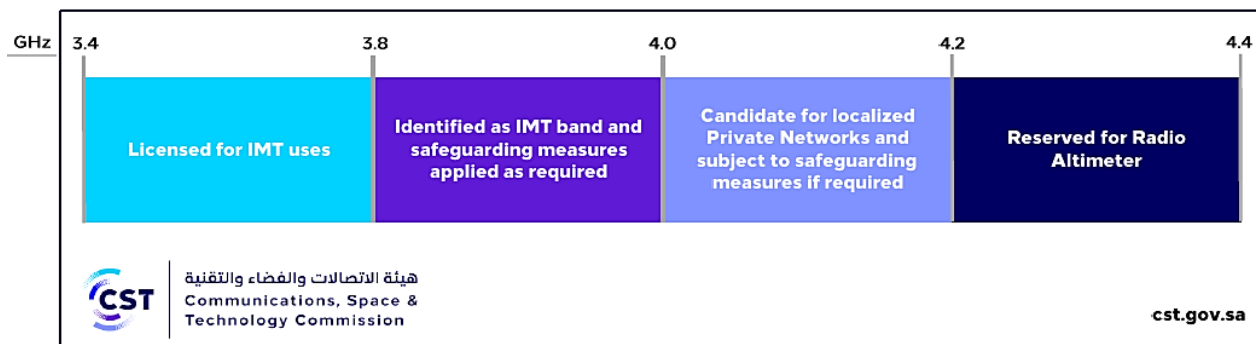 GHz 3.4 3.8 4.0 4.2 4.4
Licensed for IMT uses
Identified as IMT band and
safeguarding measures
applied as required
Candidate for localized
Private Networks and
subject to safeguarding
measures if required
Reserved for Radio
Altimeter
CST
هيئة الاتصالات والفضاء والتقنية
Communications, Space &
Technology Commission
cst.gov.sa